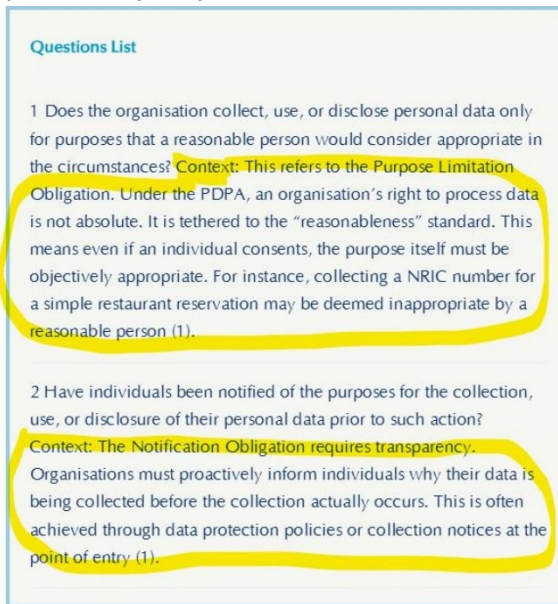 Questions List
1 Does the organisation collect, use, or disclose personal data only
for purposes that a reasonable person would consider appropriate in
the circumstances? Context: This refers to the Purpose Limitation
Obligation. Under the PDPA, an organisation's right to process data
is not absolute. It is tethered to the “reasonableness” standard. This
means even if an individual consents, the purpose itself must be
objectively appropriate. For instance, collecting a NRIC number for
a simple restaurant reservation may be deemed inappropriate by a
reasonable person (1).
2 Have individuals been notified of the purposes for the collection,
use, or disclosure of their personal data prior to such action?
Context: The Notification Obligation requires transparency.
Organisations must proactively inform individuals why their data is
being collected before the collection actually occurs. This is often
achieved through data protection policies or collection notices at the
point of entry (1).